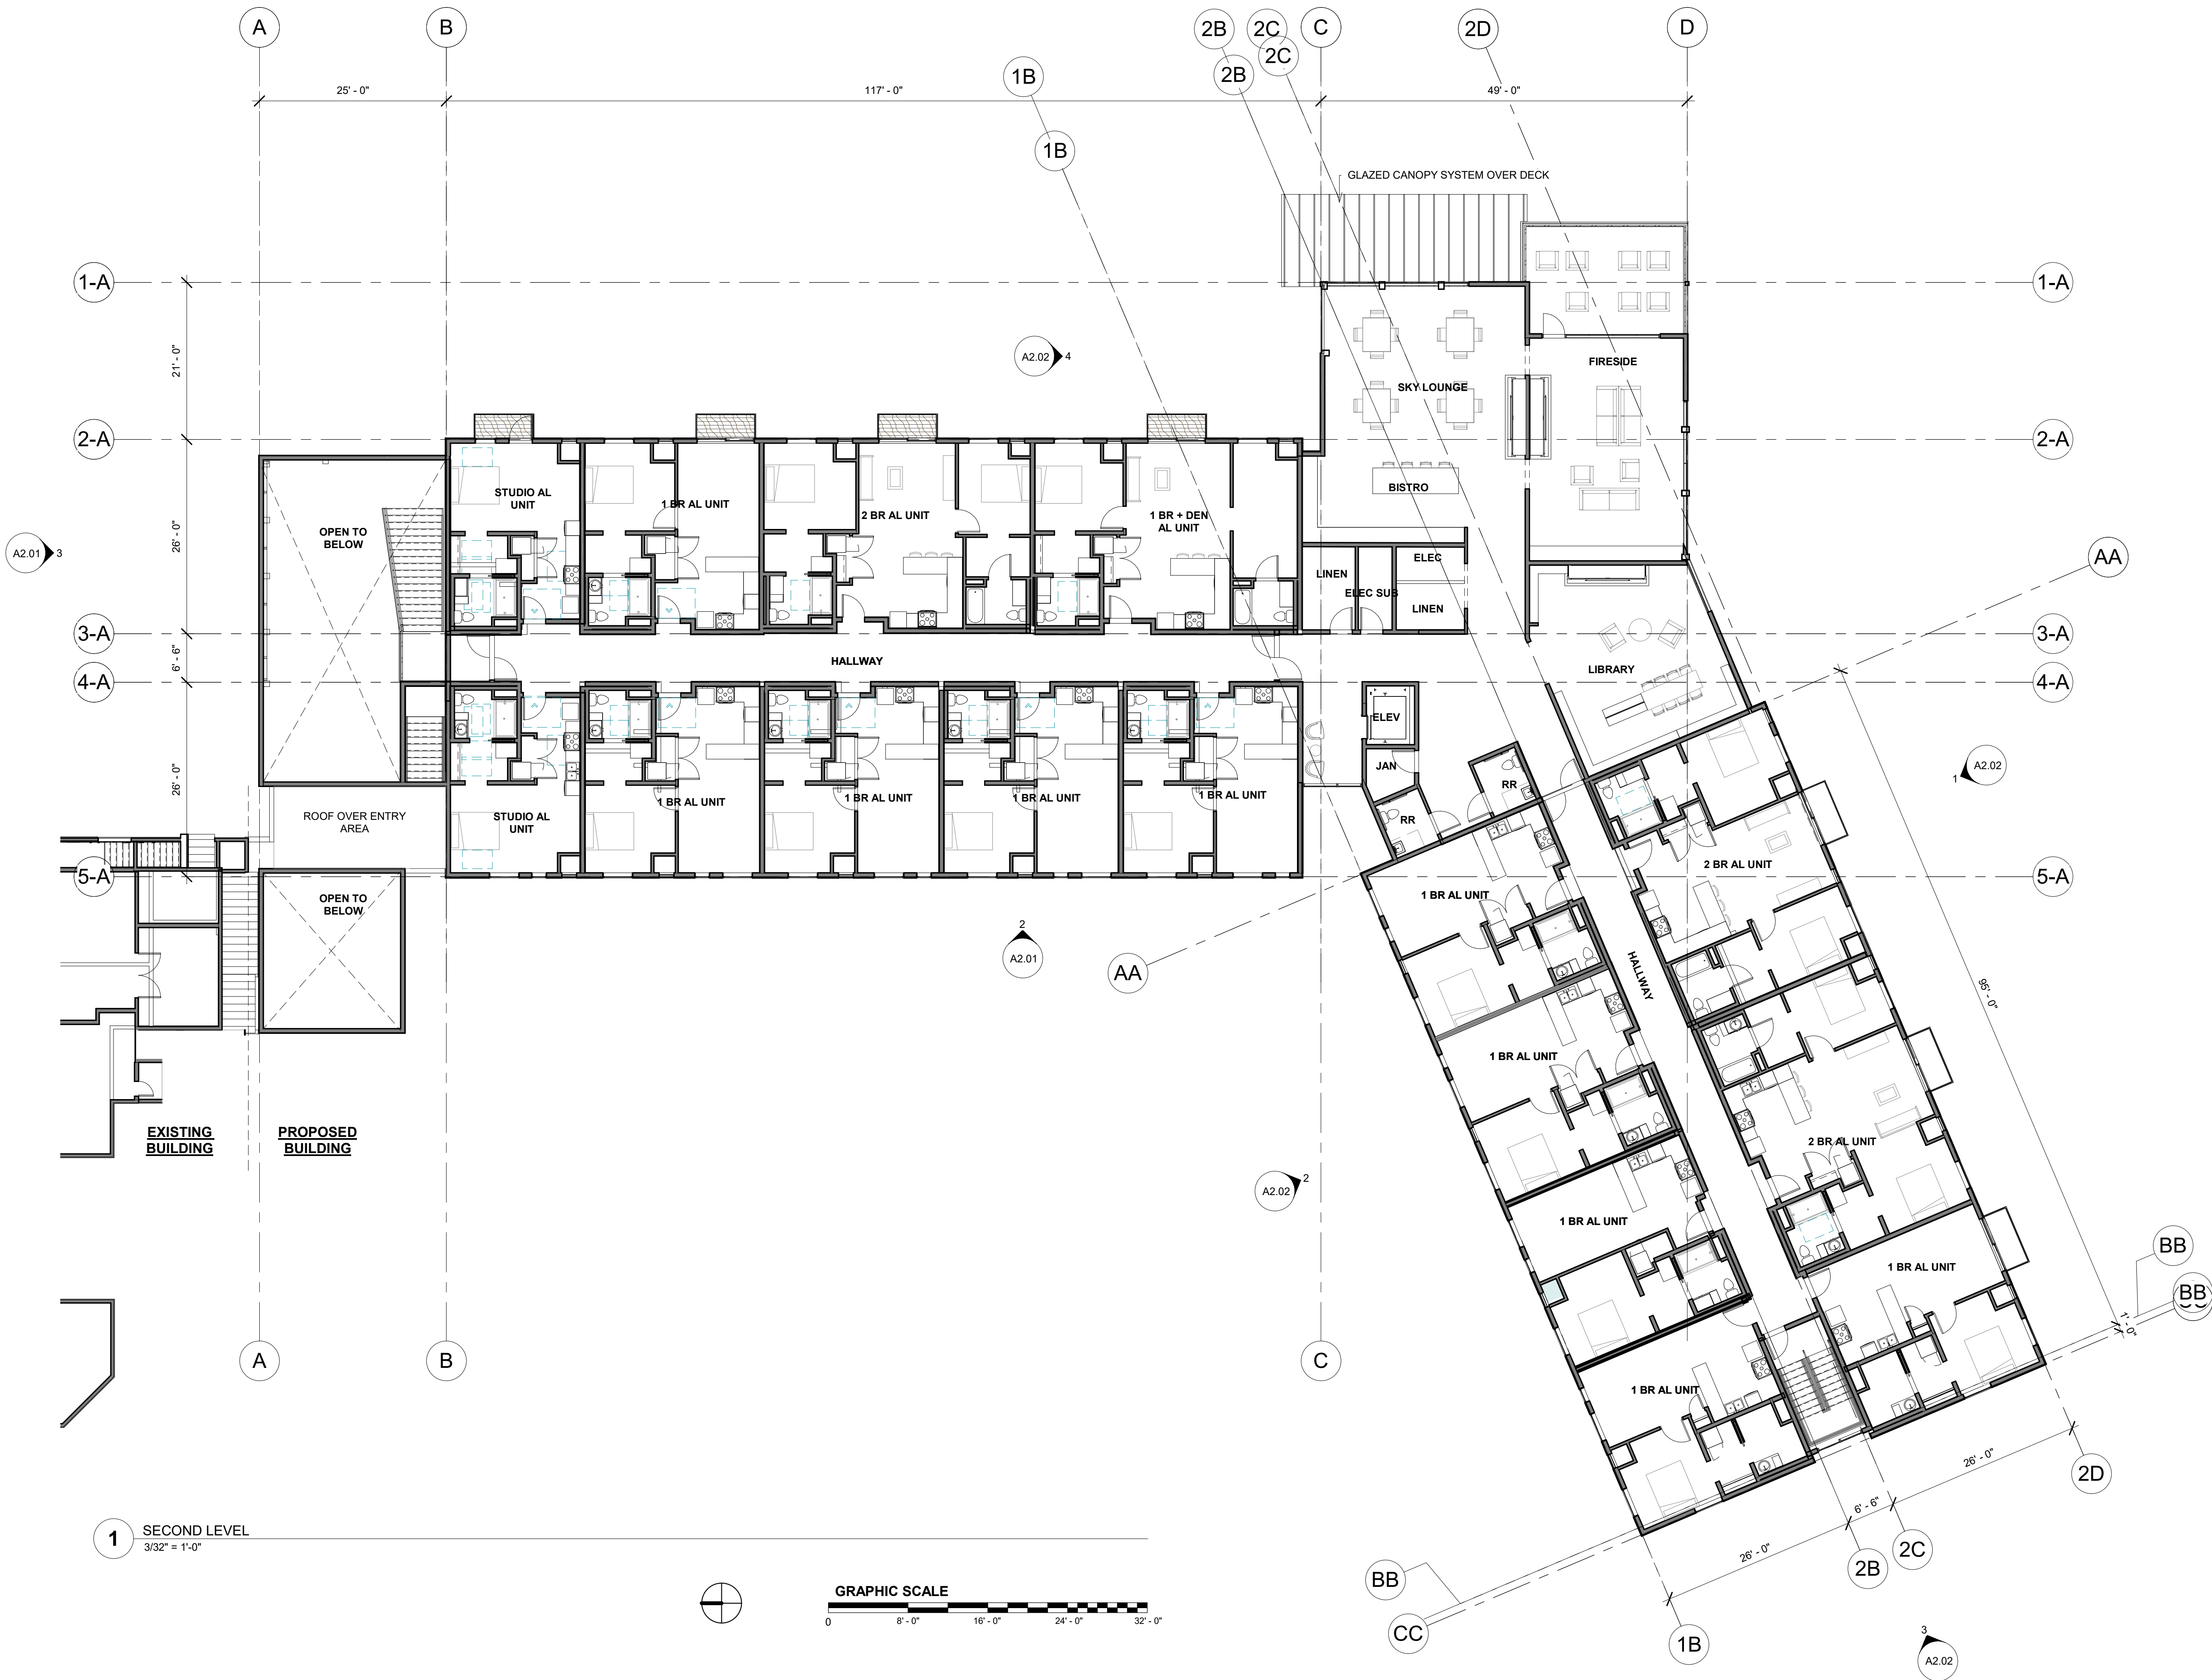 A
B
2B
2C
C
2D
D
2C
2B
1B
25' - 0"
117' - 0"
49' - 0"
1B
GLAZED CANOPY SYSTEM OVER DECK
1-A
1-A
21' - 0"
A2.02
4
FIRESIDE
SKY LOUNGE
2-A
2-A
BISTRO
STUDIO AL
UNIT
1 BR AL UNIT
2 BR AL UNIT
1 BR + DEN
AL UNIT
OPEN TO
BELOW
26' - 0"
A2.01
3
ELEC
AA
LINEN
ELEC SUB
LINEN
3-A
3-A
6' - 6"
HALLWAY
LIBRARY
4-A
4-A
ELEV
JAN
A2.02
1
26' - 0"
RR
RR
1 BR AL UNIT
1 BR AL UNIT
1 BR AL UNIT
1 BR AL UNIT
STUDIO AL
UNIT
ROOF OVER ENTRY
AREA
2 BR AL UNIT
5-A
5-A
1 BR AL UNIT
OPEN TO
BELOW
2
A2.01
AA
HALLWAY
95' - 0"
1 BR AL UNIT
EXISTING
BUILDING
PROPOSED
BUILDING
2 BR AL UNIT
A2.02
2
1 BR AL UNIT
BB
1 BR AL UNIT
BB
1' - 0"
A
B
C
1 BR AL UNIT
26' - 0"
2D
6' - 6"
1
SECOND LEVEL
3/32" = 1'-0"
26' - 0"
2C
2B
BB
GRAPHIC SCALE
0
8' - 0"
16' - 0"
24' - 0"
32' - 0"
CC
1B
3
A2.02